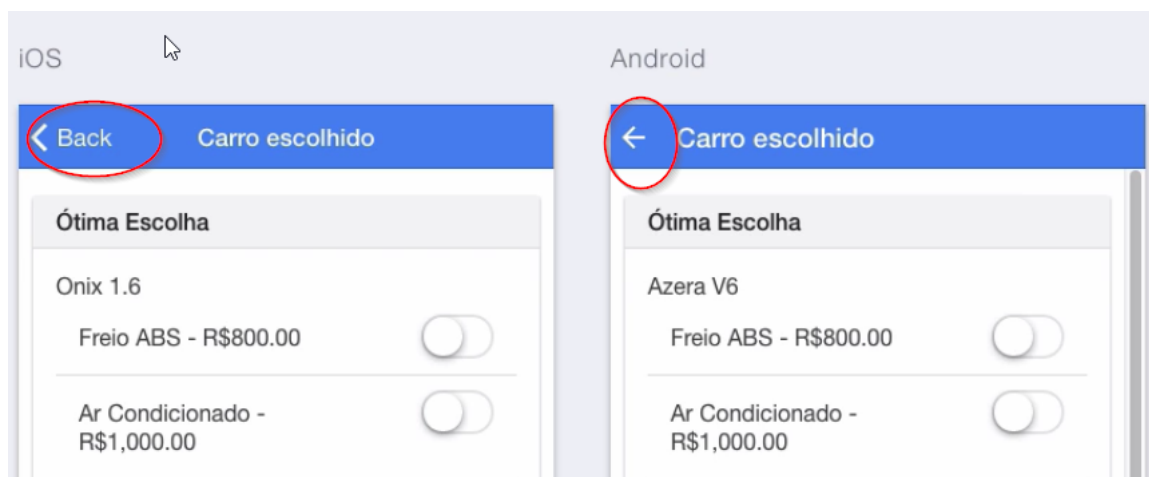 iOS
Back Carro escolhido
Ótima Escolha
Onix 1.6
Freio ABS - R$800.00
Ar Condicionado -
R$1,000.00
Android
Carro escolhido
Ótima Escolha
Azera V6
Freio ABS - R$800.00
Ar Condicionado -
R$1,000.00